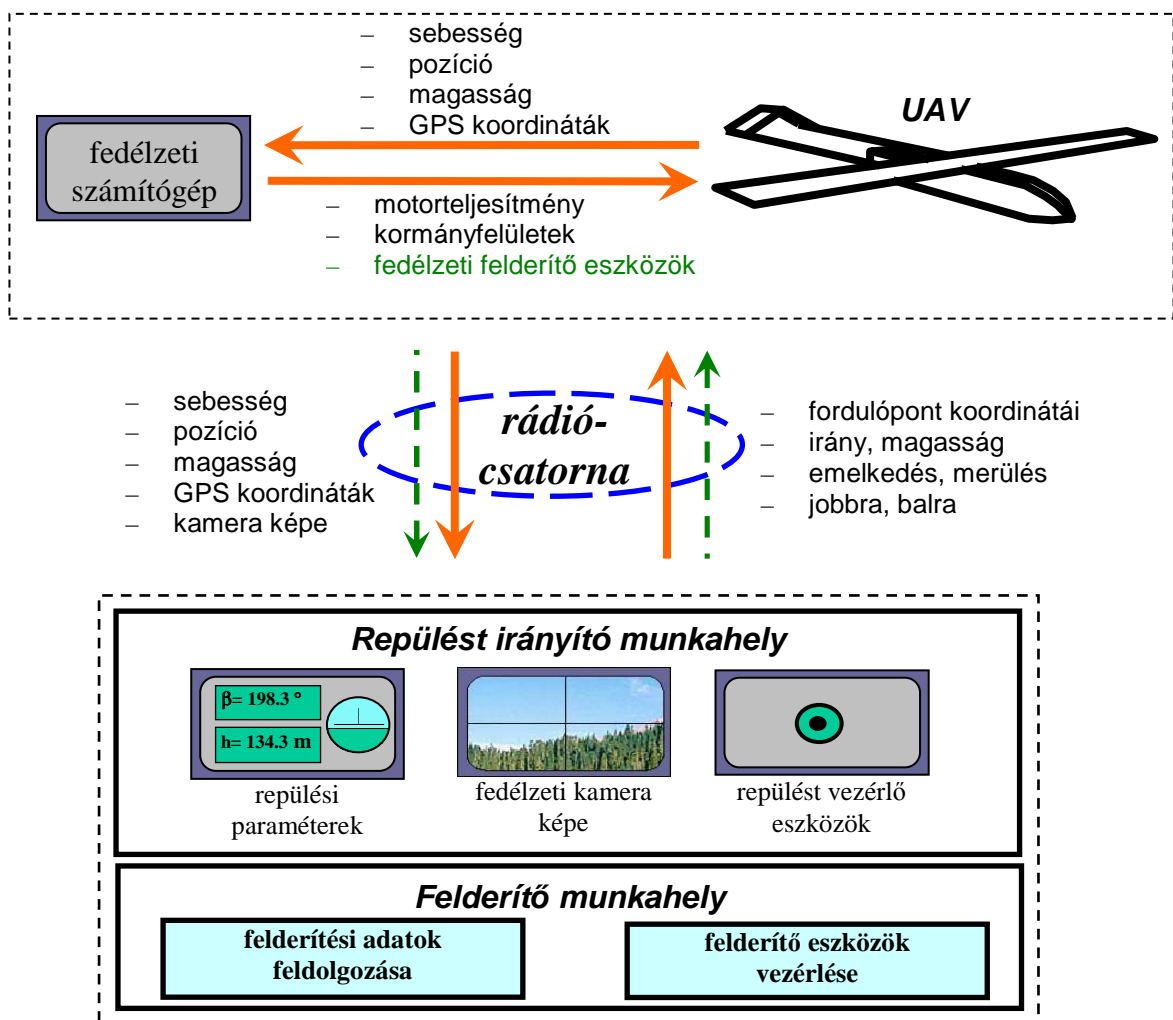 – sebesség
– pozíció
– magasság
– GPS koordináták
UAV
fedélzeti
számítógép
– motorteljesítmény
– kormányfelületek
– fedélzeti felderítő eszközök
– sebesség
– pozíció
– magasság
– GPS koordináták
– kamera képe
rádió-
csatorna
– fordulópont koordinátái
– irány, magasság
– emelkedés, merülés
– jobbra, balra
Repülést irányító munkahely
β= 198.3 °
h= 134.3 m
repülési
paraméterek
fedélzeti kamera
képe
repülést vezérlő
eszközök
Felderítő munkahely
felderítési adatok
feldolgozása
felderítő eszközök
vezérlése